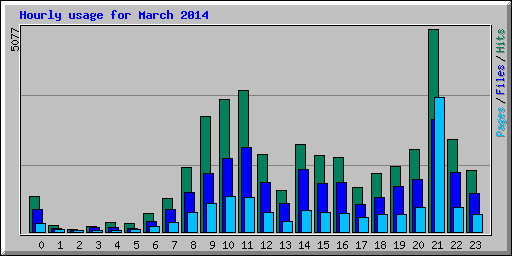 Hourly usage for March 2014
5077
Pages / Files / Hits
0 1 2 3 4 5 6 7 8 9 10 11 12 13 14 15 16 17 18 19 20 21 22 23